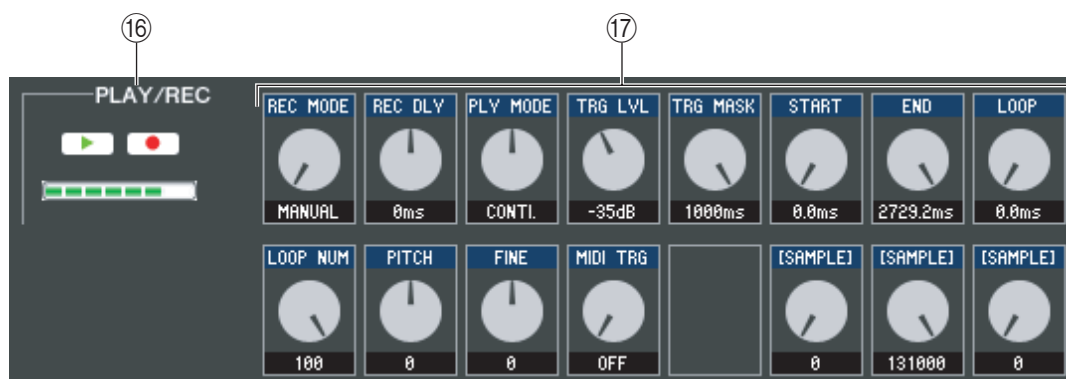 ⑯ ⑰
PLAY/REC
REC MODE REC DLY PLY MODE TRG LVL TRG MASK START END LOOP
MANUAL 0ms CONTI. -35dB 1000ms 0.0ms 2729.2ms 0.0ms
LOOP NUM PITCH FINE MIDI TRG [SAMPLE] [SAMPLE] [SAMPLE]
100 0 0 OFF 0 131000 0